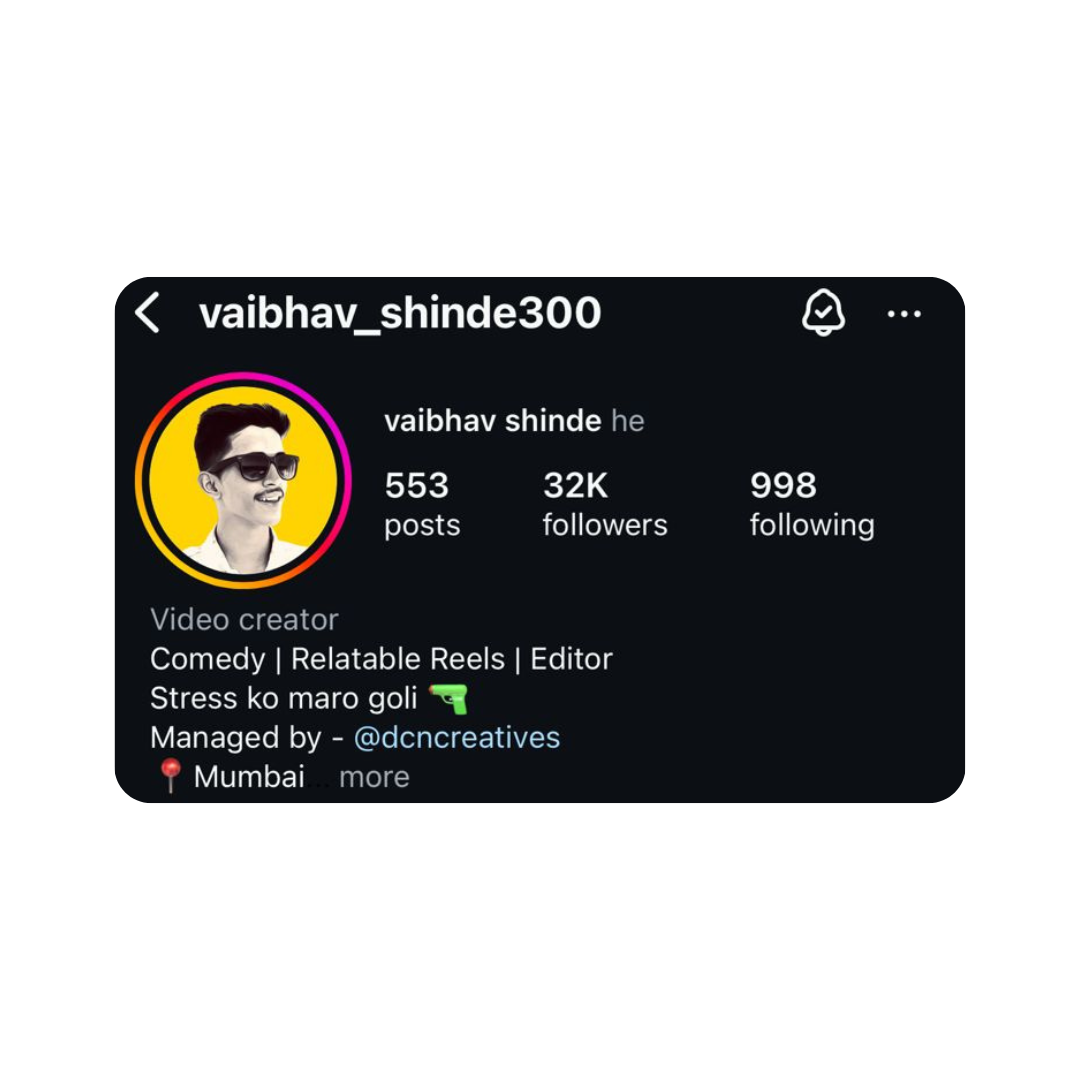 vaibhav_shinde300
vaibhav shinde he
553 32K 998
posts followers following
Video creator
Comedy | Relatable Reels | Editor
Stress ko maro goli 🔫
Managed by - @dcncreatives
📍 Mumbai... more